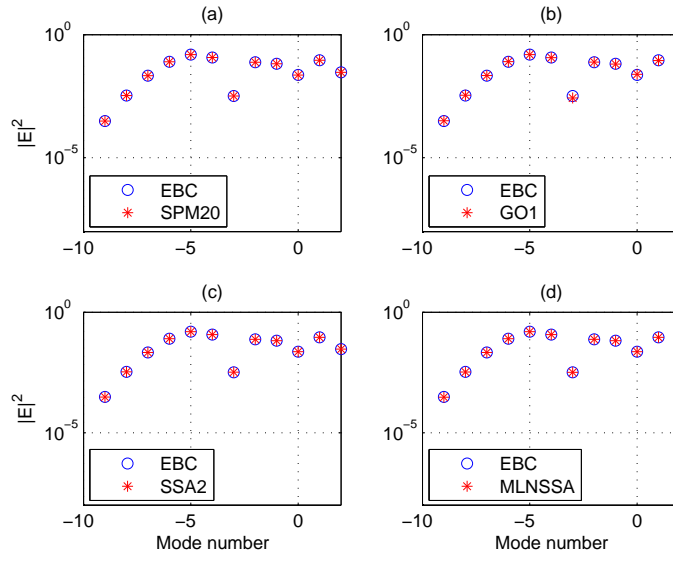 (a)
10^0
|E|^2
10^-5
EBC
SPM20
−10
−5
0
(b)
10^0
10^-5
EBC
GO1
−10
−5
0
(c)
10^0
|E|^2
10^-5
EBC
SSA2
−10
−5
0
Mode number
(d)
10^0
10^-5
EBC
MLNSSA
−10
−5
0
Mode number